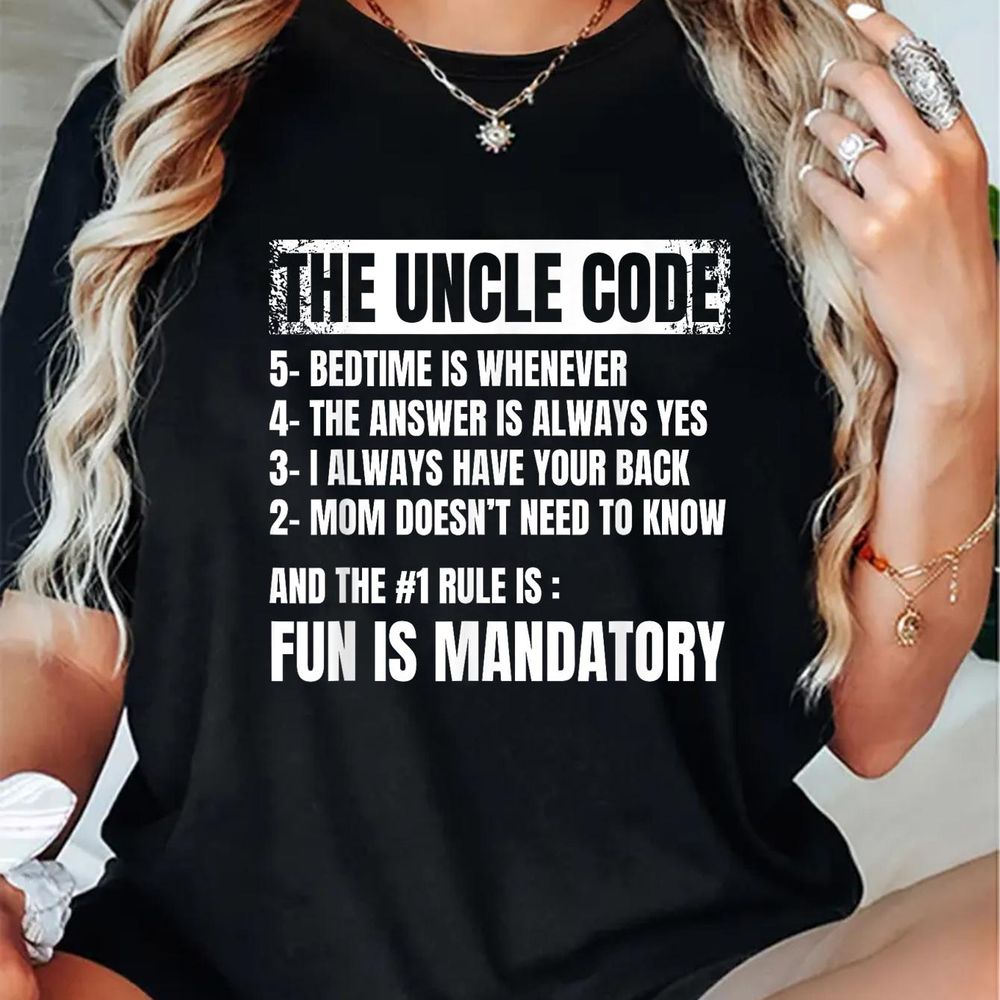 THE UNCLE CODE
5- BEDTIME IS WHENEVER
4- THE ANSWER IS ALWAYS YES
3- I ALWAYS HAVE YOUR BACK
2- MOM DOESN'T NEED TO KNOW
AND THE #1 RULE IS :
FUN IS MANDATORY